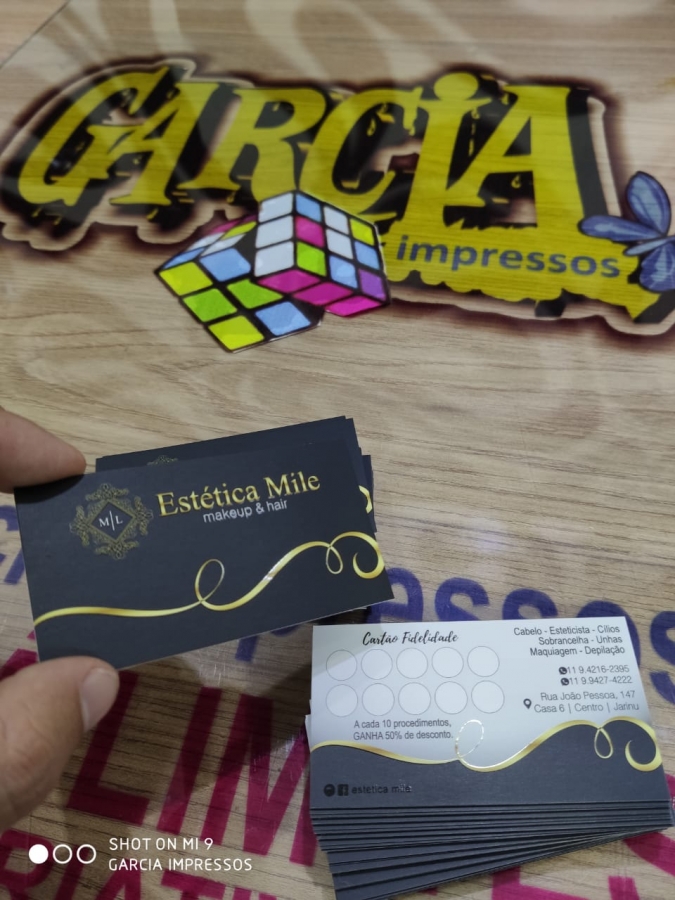 GARCIA
impressos
M|L
Estética Mile
makeup & hair
Cartão Fidelidade
A cada 10 procedimentos,
GANHA 50% de desconto.
Cabelo - Esteticista - Cílios
Sobrancelha - Unhas
Maquiagem - Depilação
11 9.4216-2395
11 9.9427-4222
Rua João Pessoa, 147
Casa 6 | Centro | Jarinu
estética mile
SHOT ON MI 9
GARCIA IMPRESSOS